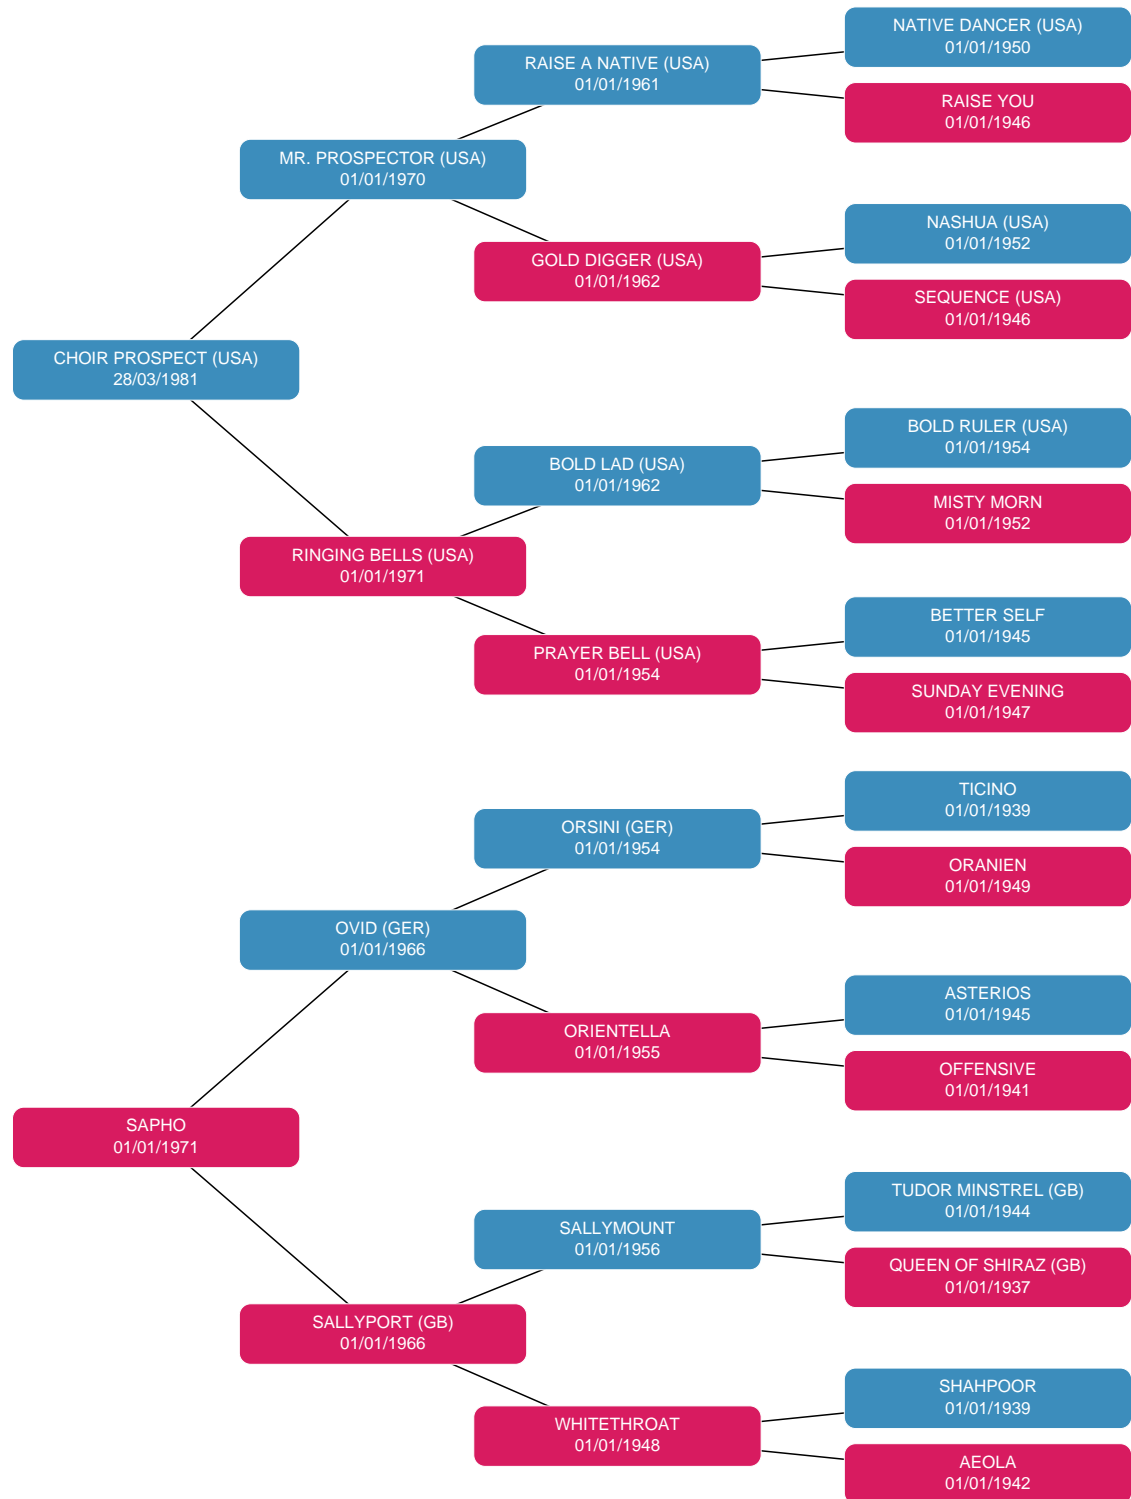 NATIVE DANCER (USA)
01/01/1950
RAISE A NATIVE (USA)
01/01/1961
RAISE YOU
01/01/1946
MR. PROSPECTOR (USA)
01/01/1970
NASHUA (USA)
01/01/1952
GOLD DIGGER (USA)
01/01/1962
SEQUENCE (USA)
01/01/1946
CHOIR PROSPECT (USA)
28/03/1981
BOLD RULER (USA)
01/01/1954
BOLD LAD (USA)
01/01/1962
MISTY MORN
01/01/1952
RINGING BELLS (USA)
01/01/1971
BETTER SELF
01/01/1945
PRAYER BELL (USA)
01/01/1954
SUNDAY EVENING
01/01/1947
TICINO
01/01/1939
ORSINI (GER)
01/01/1954
ORANIEN
01/01/1949
OVID (GER)
01/01/1966
ASTERIOS
01/01/1945
ORIENTELLA
01/01/1955
OFFENSIVE
01/01/1941
SAPHO
01/01/1971
TUDOR MINSTREL (GB)
01/01/1944
SALLYMOUNT
01/01/1956
QUEEN OF SHIRAZ (GB)
01/01/1937
SALLYPORT (GB)
01/01/1966
SHAHPOOR
01/01/1939
WHITETHROAT
01/01/1948
AEOLA
01/01/1942